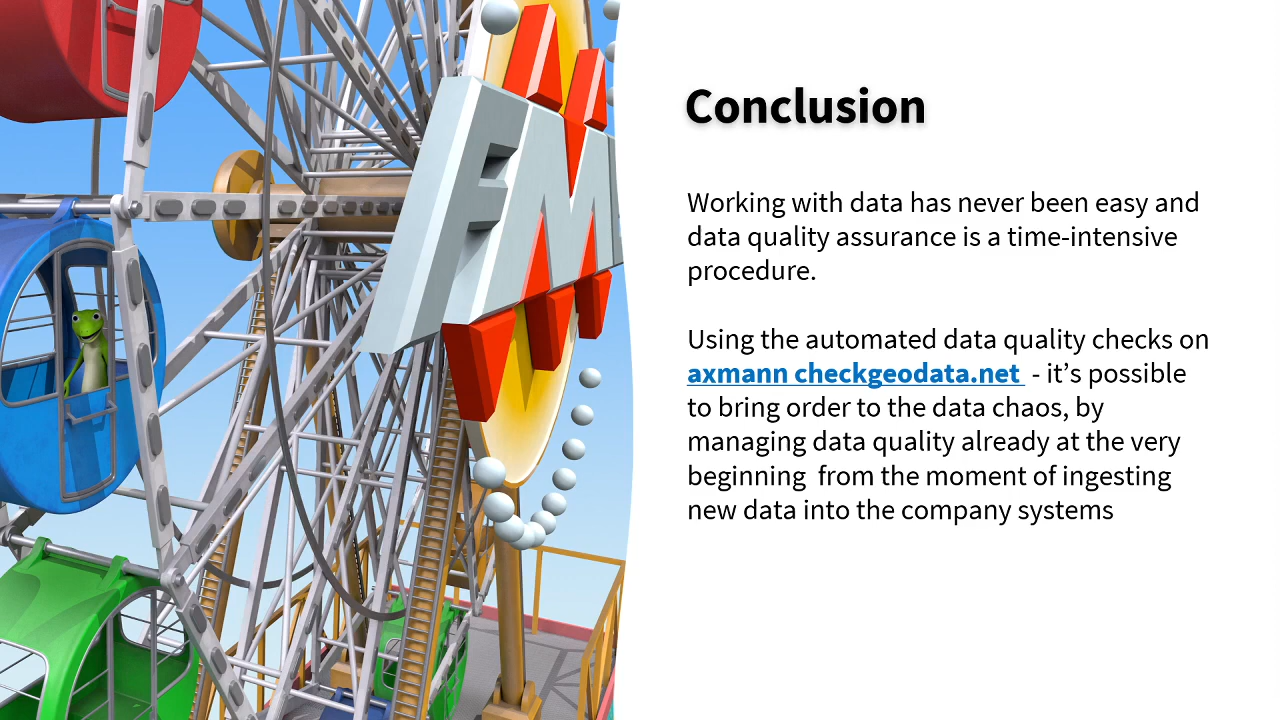 FM
Conclusion
Working with data has never been easy and
data quality assurance is a time-intensive
procedure.
Using the automated data quality checks on
axmann checkgeodata.net - it’s possible
to bring order to the data chaos, by
managing data quality already at the very
beginning from the moment of ingesting
new data into the company systems